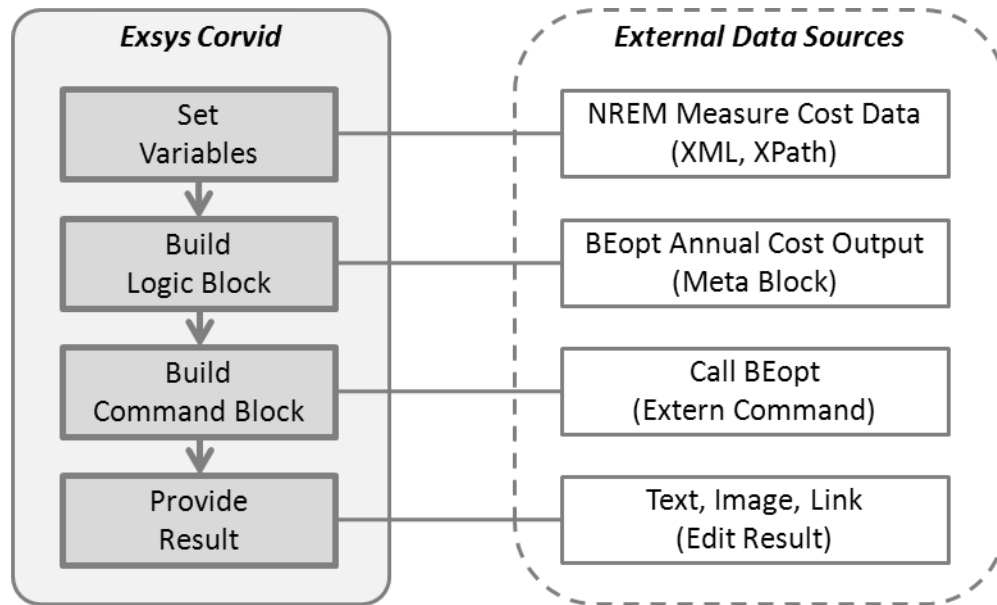 Exsys Corvid
Set
Variables
Build
Logic Block
Build
Command Block
Provide
Result
External Data Sources
NREM Measure Cost Data
(XML, XPath)
BEopt Annual Cost Output
(Meta Block)
Call BEopt
(Extern Command)
Text, Image, Link
(Edit Result)